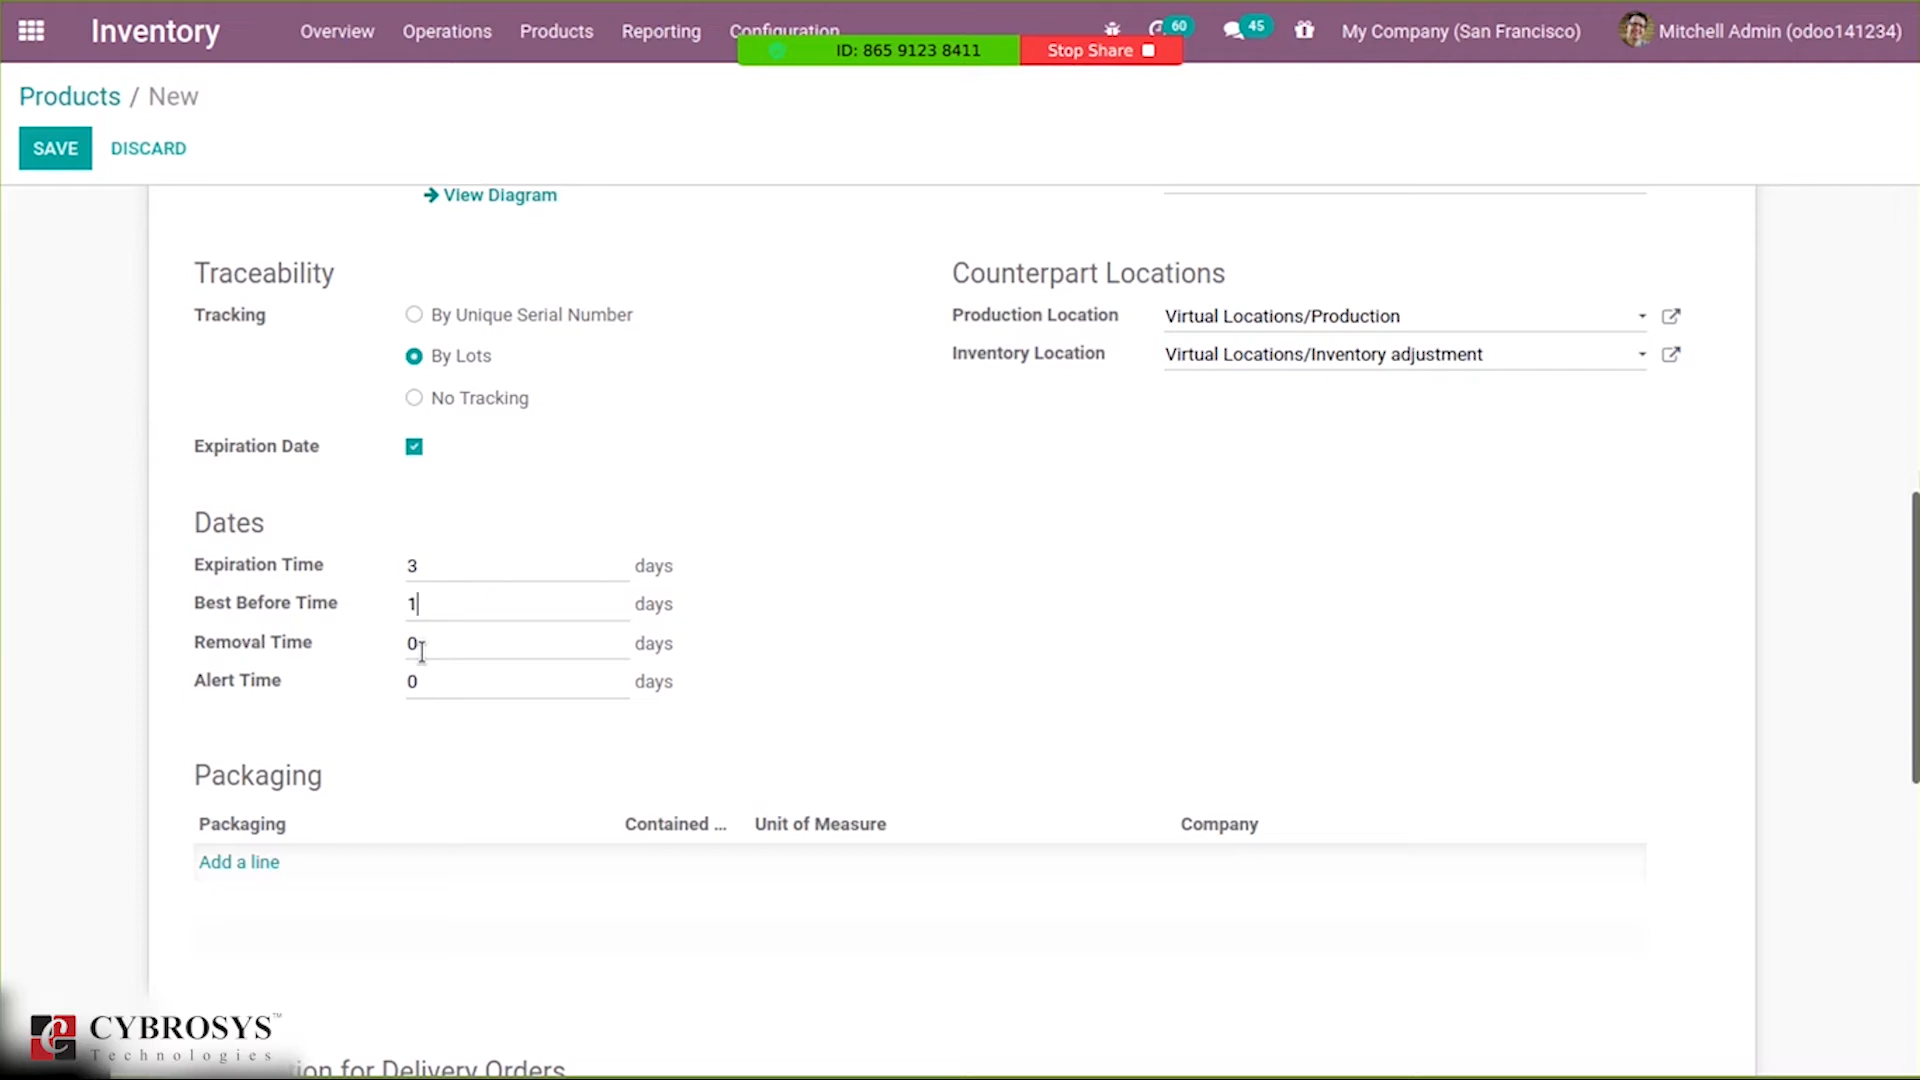 Inventory Overview Operations Products Reporting Configuration 60 45 My Company (San Francisco) Mitchell Admin (odoo141234)
ID: 865 9123 8411 Stop Share
Products / New
SAVE DISCARD
View Diagram
Traceability Counterpart Locations
Tracking By Unique Serial Number Production Location Virtual Locations/Production
By Lots Inventory Location Virtual Locations/Inventory adjustment
No Tracking
Expiration Date
Dates
Expiration Time 3 days
Best Before Time 1 days
Removal Time 0 days
Alert Time 0 days
Packaging
Packaging Contained ... Unit of Measure Company
Add a line
CYBROSYS™
Technologies
ion for Delivery Orders